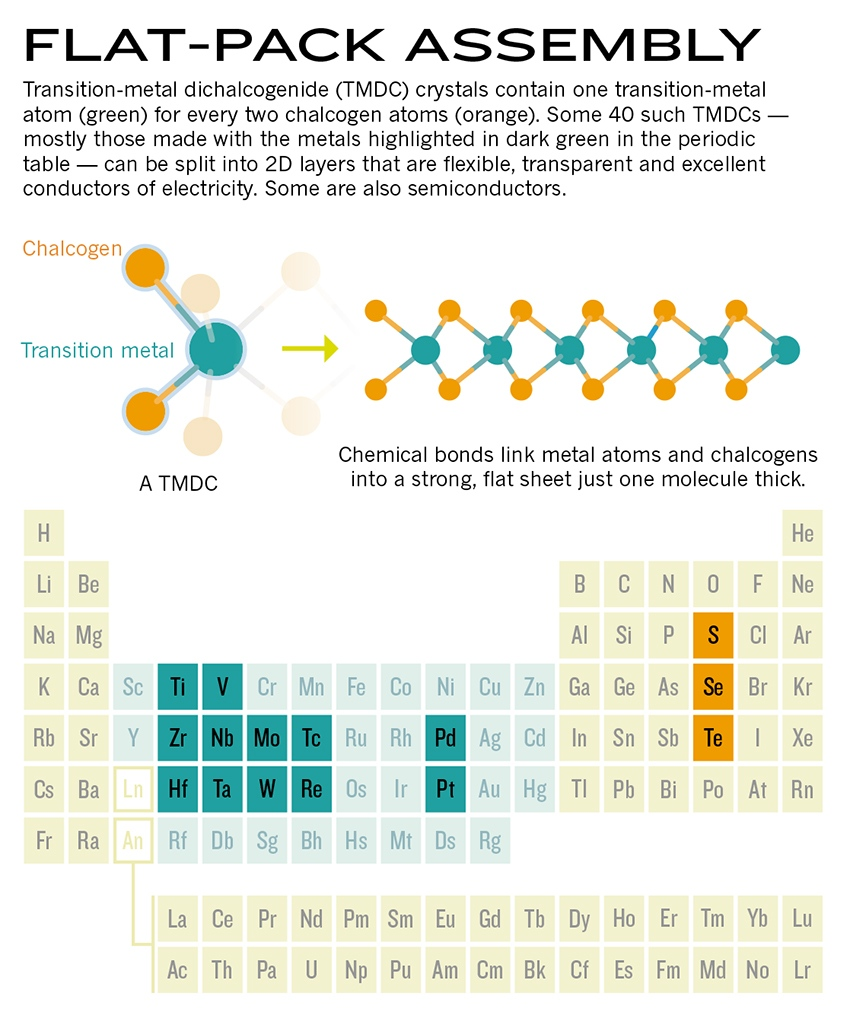 FLAT-PACK ASSEMBLY
Transition-metal dichalcogenide (TMDC) crystals contain one transition-metal
atom (green) for every two chalcogen atoms (orange). Some 40 such TMDCs —
mostly those made with the metals highlighted in dark green in the periodic
table — can be split into 2D layers that are flexible, transparent and excellent
conductors of electricity. Some are also semiconductors.
Chalcogen
Transition metal
A TMDC
Chemical bonds link metal atoms and chalcogens
into a strong, flat sheet just one molecule thick.
H He
Li Be B C N O F Ne
Na Mg Al Si P S Cl Ar
K Ca Sc Ti V Cr Mn Fe Co Ni Cu Zn Ga Ge As Se Br Kr
Rb Sr Y Zr Nb Mo Tc Ru Rh Pd Ag Cd In Sn Sb Te I Xe
Cs Ba Ln Hf Ta W Re Os Ir Pt Au Hg Tl Pb Bi Po At Rn
Fr Ra An Rf Db Sg Bh Hs Mt Ds Rg
La Ce Pr Nd Pm Sm Eu Gd Tb Dy Ho Er Tm Yb Lu
Ac Th Pa U Np Pu Am Cm Bk Cf Es Fm Md No Lr